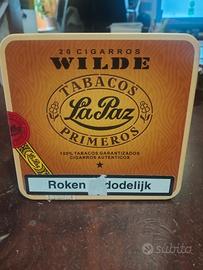 20 CIGARROS
WILDE
TABACOS
La Paz
PRIMEROS
100% TABACOS GARANTIZADOS
CIGARROS AUTENTICOS
Roken dodelijk
subito